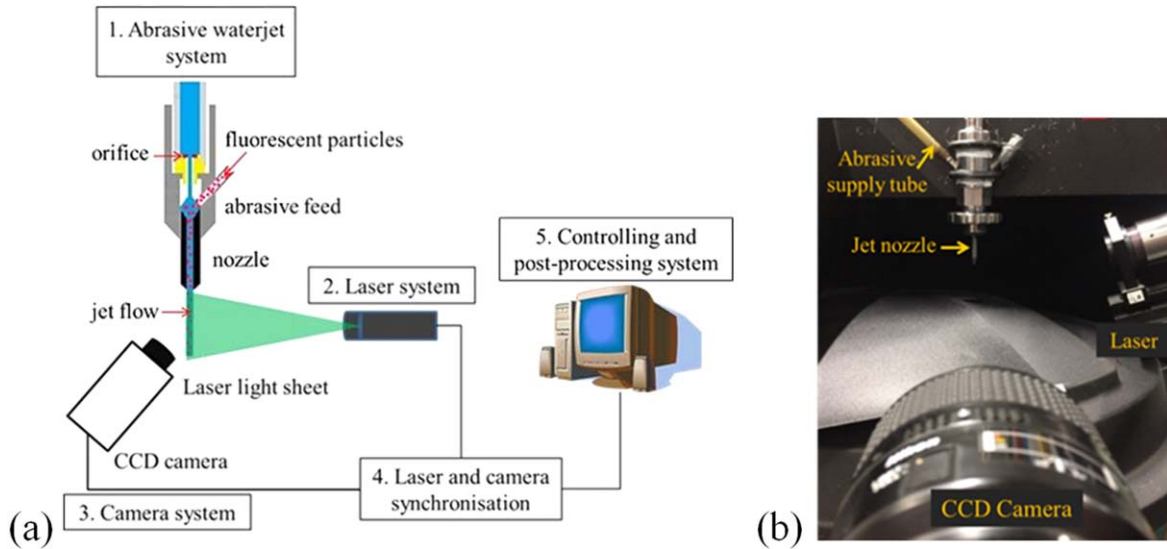 1. Abrasive waterjet
system
fluorescent particles
orifice
abrasive feed
nozzle
jet flow
2. Laser system
5. Controlling and
post-processing system
Laser light sheet
CCD camera
3. Camera system
4. Laser and camera
synchronisation
(a)
Abrasive
supply tube
Jet nozzle
Laser
CCD Camera
(b)